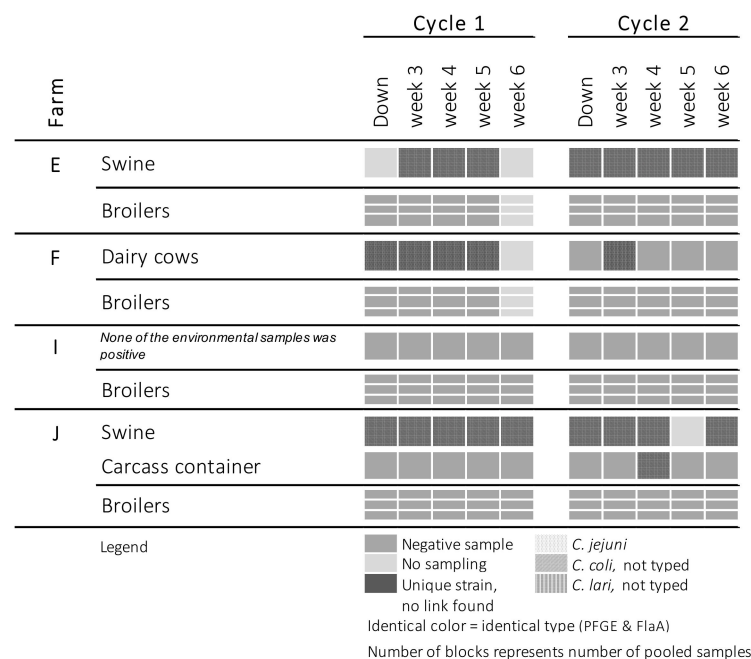 Cycle 1 Cycle 2
Farm Down week 3 week 4 week 5 week 6 Down week 3 week 4 week 5 week 6
E Swine
Broilers
F Dairy cows
Broilers
I None of the environmental samples was
positive
Broilers
J Swine
Carcass container
Broilers
Legend
Negative sample
No sampling
Unique strain,
no link found
C. jejuni
C. coli, not typed
C. lari, not typed
Identical color = identical type (PFGE & FlaA)
Number of blocks represents number of pooled samples